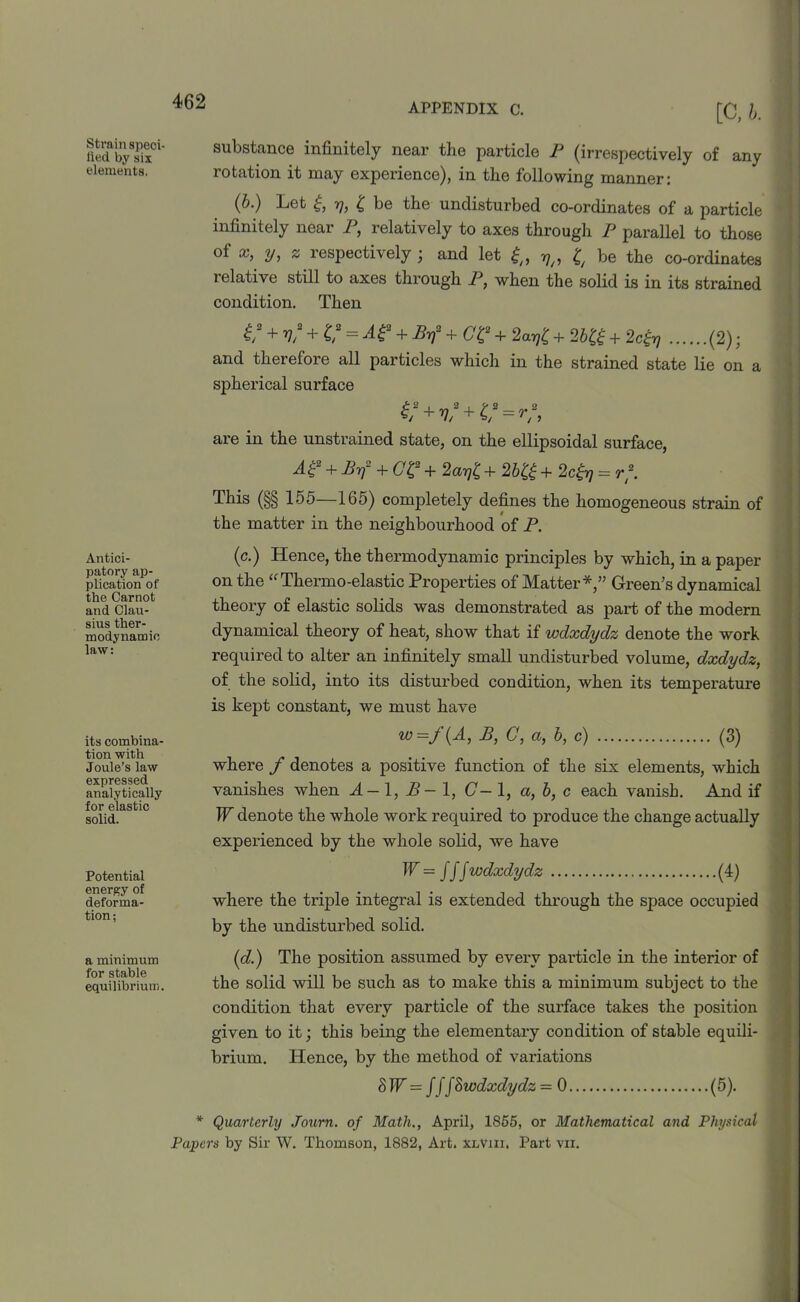 462
APPENDIX C.
[C, b.
Strain speci-
fied by six
elements.
substance infinitely near the particle P (irrespectively of any
rotation it may experience), in the following manner:
(b.) Let ξ, η, ζ be the undisturbed co-ordinates of a particle
infinitely near P, relatively to axes through P parallel to those
of x, y, z respectively; and let ξ,, η,, ζ, be the co-ordinates
relative still to axes through P, when the solid is in its strained
condition. Then
ξ,² + η,² + ζ,² = Aξ² + Bη² + Cζ² + 2aηζ + 2bζξ + 2cξη ......(2);
and therefore all particles which in the strained state lie on a
spherical surface
ξ,² + η,² + ζ,² = r,²,
are in the unstrained state, on the ellipsoidal surface,
Aξ² + Bη² + Cζ² + 2aηζ + 2bζξ + 2cξη = r,².
This (§§ 155—165) completely defines the homogeneous strain of
the matter in the neighbourhood of P.
Antici-
patory ap-
plication of
the Carnot
and Clau-
sius ther-
modynamic
law:
(c.) Hence, the thermodynamic principles by which, in a paper
on the “Thermo-elastic Properties of Matter*,” Green's dynamical
theory of elastic solids was demonstrated as part of the modern
dynamical theory of heat, show that if wdxdydz denote the work
required to alter an infinitely small undisturbed volume, dxdydz,
of the solid, into its disturbed condition, when its temperature
is kept constant, we must have
its combina-
tion with
Joule's law
expressed
analytically
for elastic
solid.
w = f(A, B, C, a, b, c) .................. (3)
where f denotes a positive function of the six elements, which
vanishes when A – 1, B – 1, C – 1, a, b, c each vanish. And if
W denote the whole work required to produce the change actually
experienced by the whole solid, we have
Potential
energy of
deforma-
tion;
W = ∫∫∫wdxdydz ........................(4)
where the triple integral is extended through the space occupied
by the undisturbed solid.
a minimum
for stable
equilibrium.
(d.) The position assumed by every particle in the interior of
the solid will be such as to make this a minimum subject to the
condition that every particle of the surface takes the position
given to it; this being the elementary condition of stable equili-
brium. Hence, by the method of variations
δW = ∫∫∫δwdxdydz = 0........................(5).
* Quarterly Journ. of Math., April, 1855, or Mathematical and Physical
Papers by Sir W. Thomson, 1882, Art. XLVIII. Part VII.